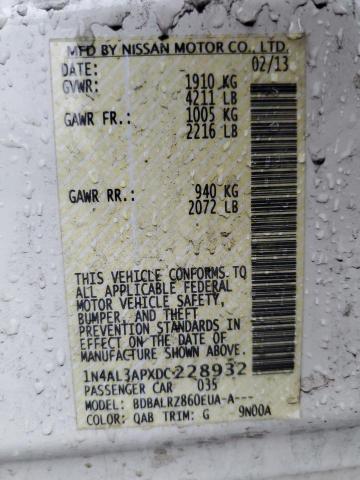 MFD BY NISSAN MOTOR CO., LTD.
DATE: 02/13
GVWR: 1910 KG
4211 LB
GAWR FR: 1005 KG
2216 LB
GAWR RR: 940 KG
2072 LB
THIS VEHICLE CONFORMS TO
ALL APPLICABLE FEDERAL
MOTOR VEHICLE SAFETY,
BUMPER, AND THEFT
PREVENTION STANDARDS IN
EFFECT ON THE DATE OF
MANUFACTURE SHOWN ABOVE.
1N4AL3APXDC228932
PASSENGER CAR 035
MODEL: BDBALRZ860EUA-A---
COLOR: QAB TRIM: G 9N00A